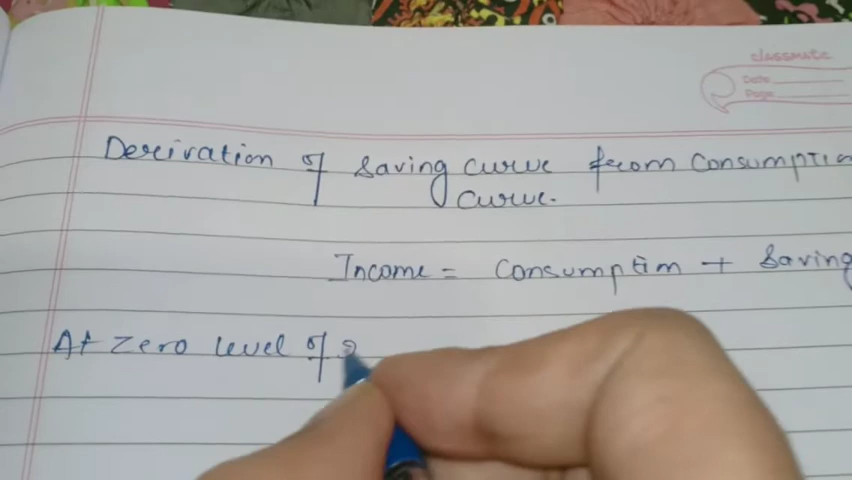 classmate
Date
Page
Derivation of saving curve from consumption
curve.
Income = consumption + saving
At zero level of